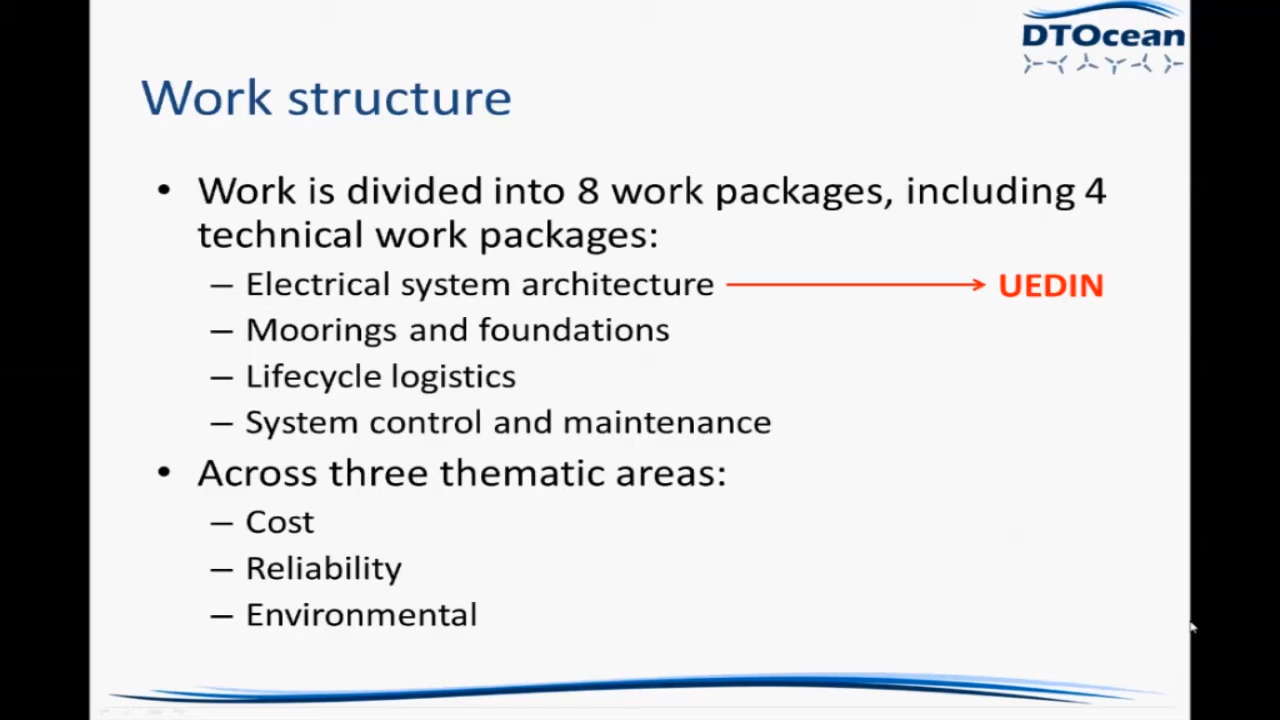 DTOcean
Work structure
• Work is divided into 8 work packages, including 4
technical work packages:
– Electrical system architecture
UEDIN
– Moorings and foundations
– Lifecycle logistics
– System control and maintenance
• Across three thematic areas:
– Cost
– Reliability
– Environmental